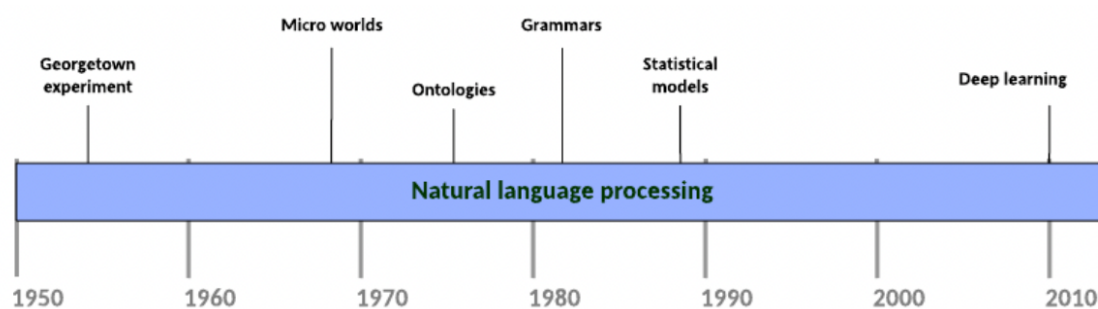 Micro worlds
Grammars
Georgetown
experiment
Ontologies
Statistical
models
Deep learning
Natural language processing
1950
1960
1970
1980
1990
2000
2010